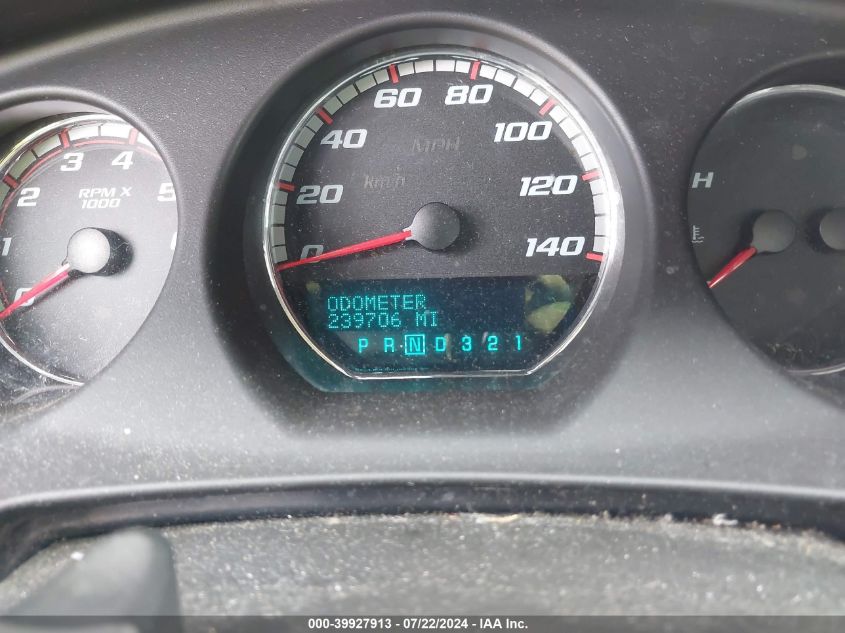 0 1 2 3 4 5
RPM X
1000
0 20 40 60 80 100 120 140
MPH
km/h
ODOMETER
239706 MI
P R N D 3 2 1
H
000-39927913 - 07/22/2024 - IAA Inc.